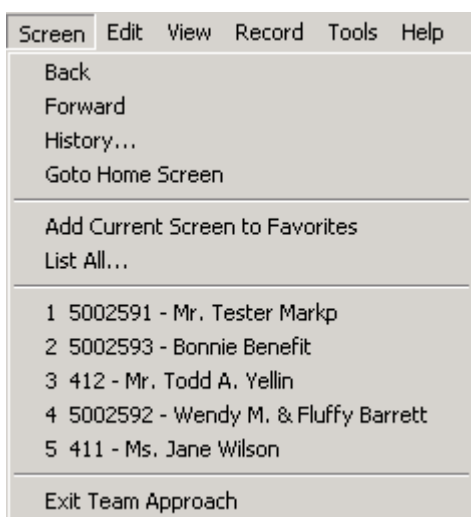 Screen Edit View Record Tools Help
Back
Forward
History...
Goto Home Screen
Add Current Screen to Favorites
List All...
1 5002591 - Mr. Tester Markp
2 5002593 - Bonnie Benefit
3 412 - Mr. Todd A. Yellin
4 5002592 - Wendy M. & Fluffy Barrett
5 411 - Ms. Jane Wilson
Exit Team Approach